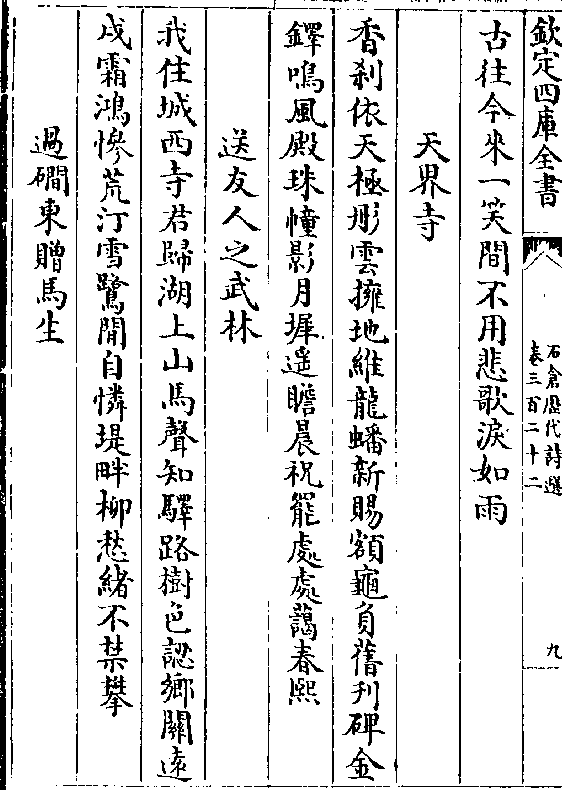 欽定四庫全書
石倉歷代詩選
卷三百二十二
九
古往今來一笑間不用悲歌淚如雨
天界寺
香刹依天極彤雲擁地維龍蟠新賜額龜負舊刋碑金
鐸鳴風殿珠幢影月墀遥瞻晨祝罷處處藹春熙
送友人之武林
我住城西寺君歸湖上山馬聲知驛路樹色認鄉關遠
戍霜鴻慘荒汀雪鷺閒自憐堤畔柳愁緒不禁攀
過磵東贈馬生